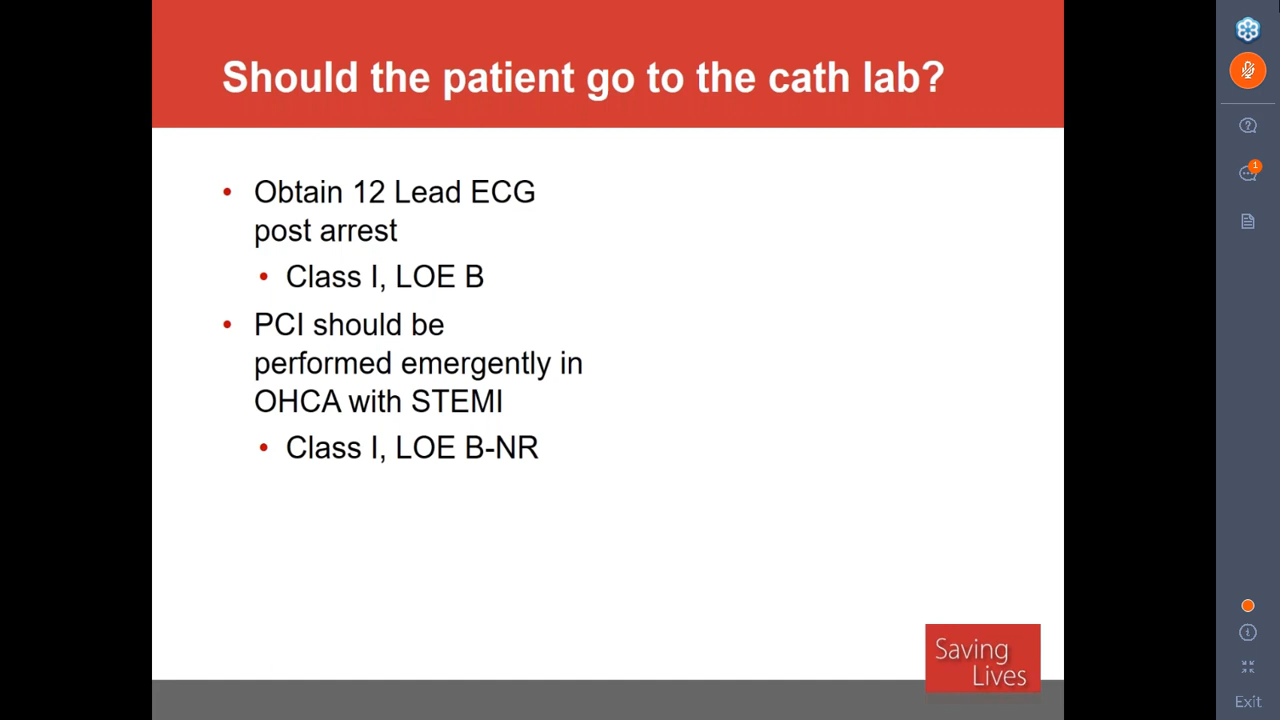 Should the patient go to the cath lab?
• Obtain 12 Lead ECG
post arrest
• Class I, LOE B
• PCI should be
performed emergently in
OHCA with STEMI
• Class I, LOE B-NR
Saving
Lives
1
Exit